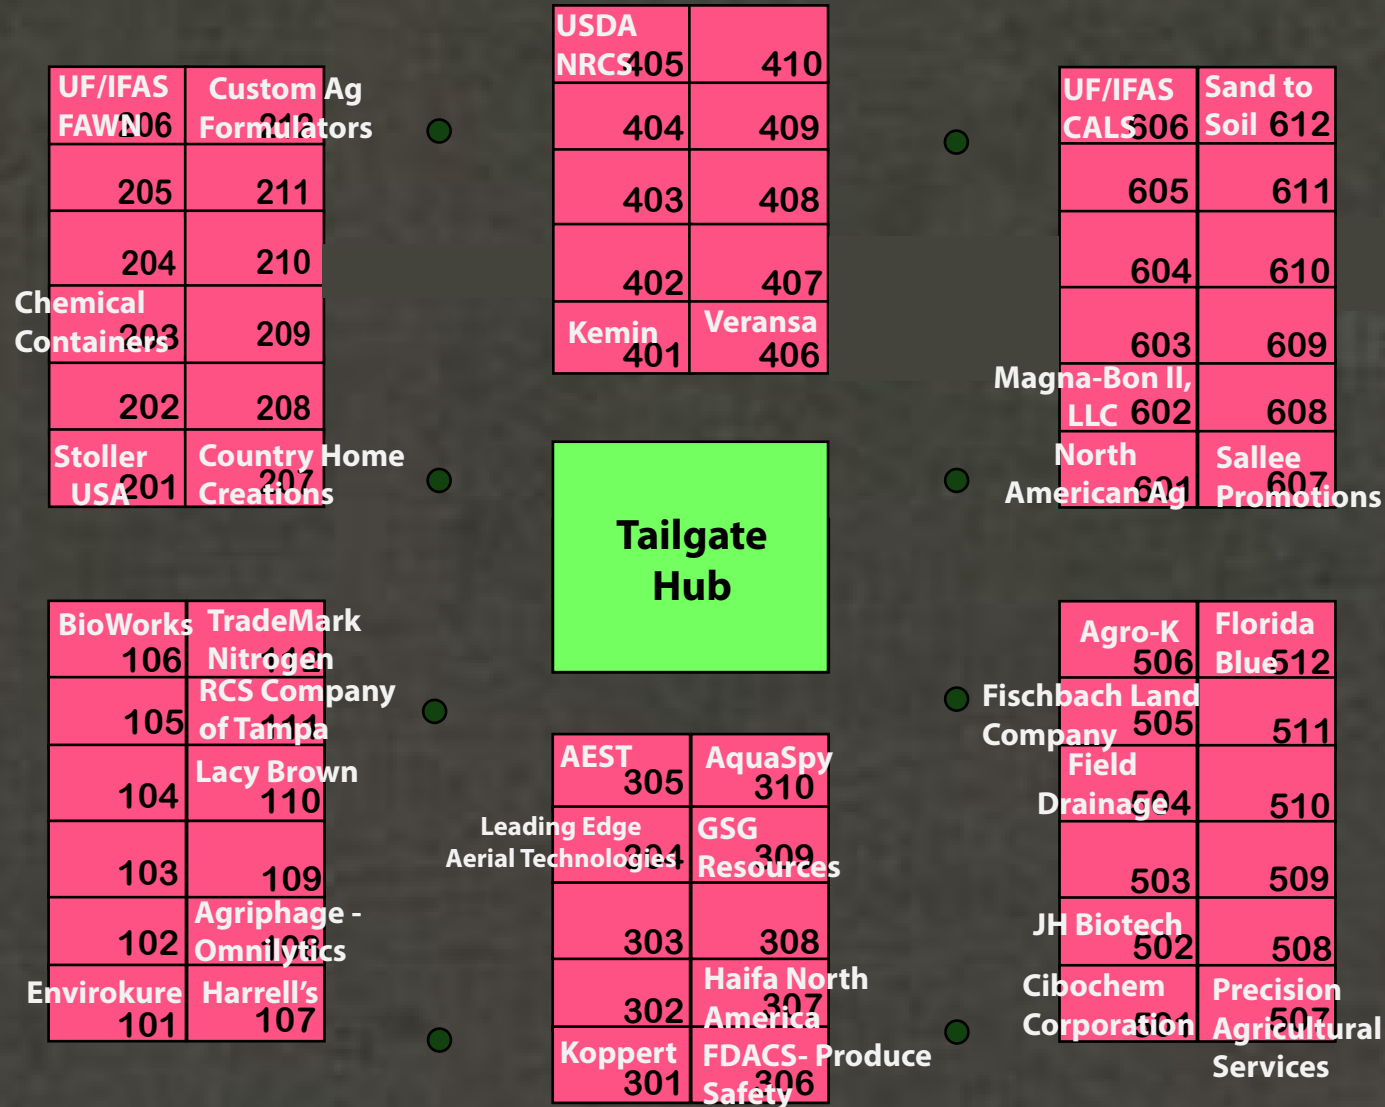 UF/IFAS
FAWN
206
Custom Ag
Formulators
212
205
211
204
210
Chemical
Containers
203
209
202
208
Stoller
USA
201
Country Home
Creations
207
USDA
NRCS
405
410
404
409
403
408
402
407
Kemin
401
Veransa
406
UF/IFAS
CALS
606
Sand to
Soil 612
605
611
604
610
603
609
Magna-Bon II,
LLC 602
608
North
American Ag
601
Sallee
Promotions
607
Tailgate
Hub
BioWorks
106
TradeMark
Nitrogen
112
105
RCS Company
of Tampa
111
104
Lacy Brown
110
103
109
102
Agriphage -
Omnilytics
108
Envirokure
101
Harrell's
107
AEST
305
AquaSpy
310
Leading Edge
Aerial Technologies
304
GSG
Resources
309
303
308
302
Haifa North
America
307
Koppert
301
FDACS- Produce
Safety
306
Agro-K
506
Florida
Blue
512
Fischbach Land
Company
505
511
Field
Drainage
504
510
503
509
JH Biotech
502
508
Cibochem
Corporation
501
Precision
Agricultural
Services
507